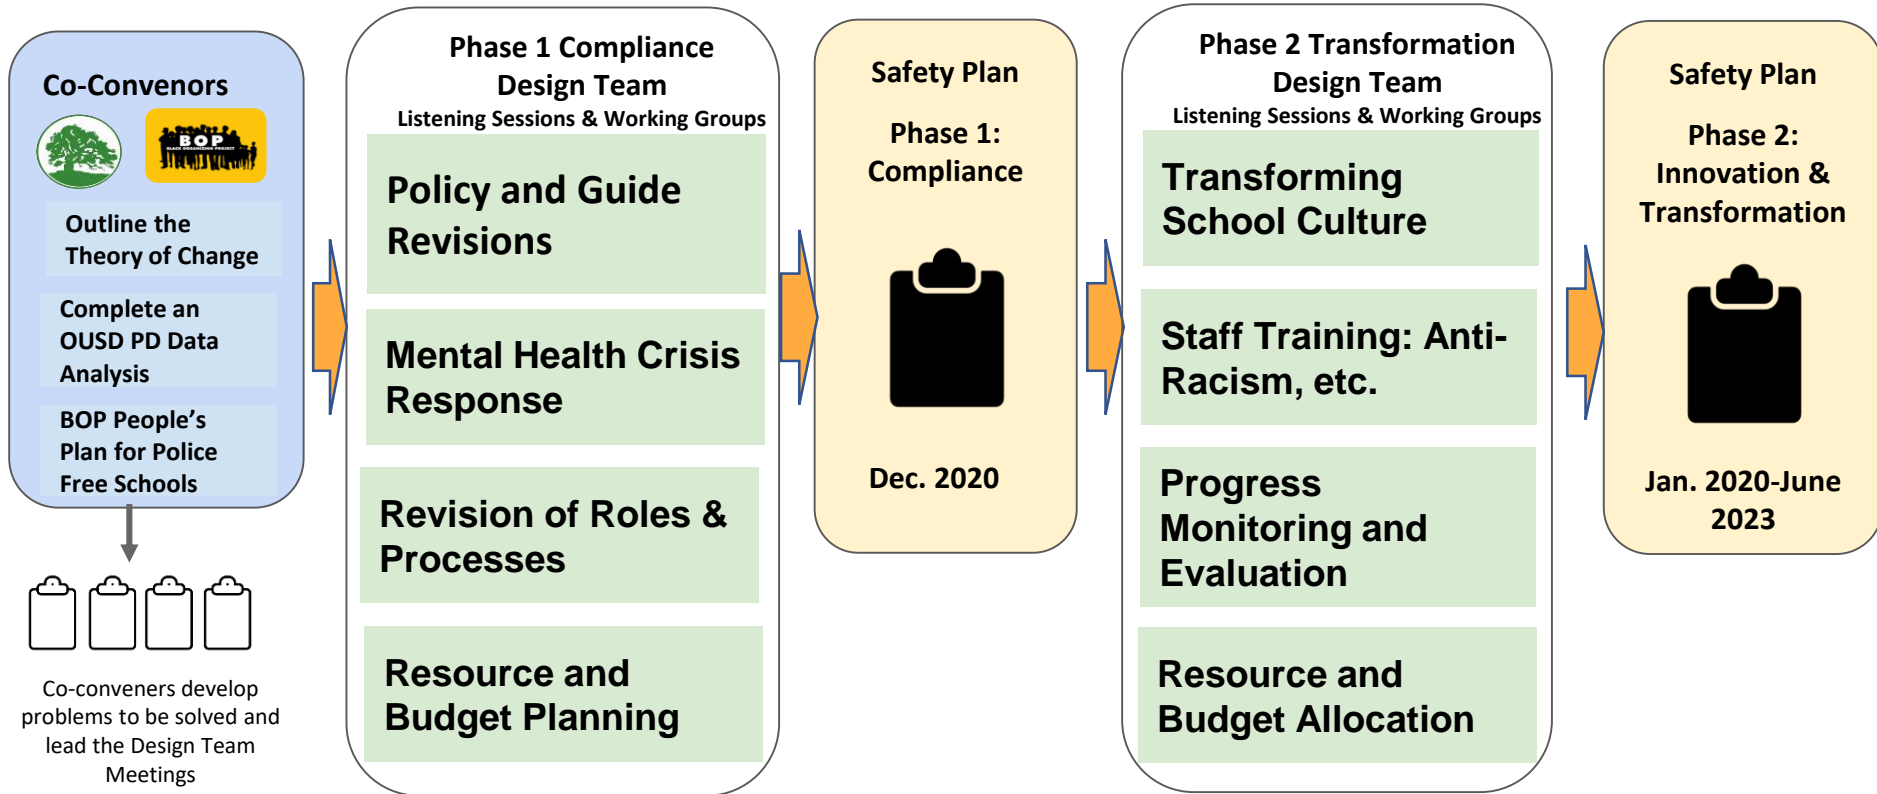 Co-Convenors
BOP
BLACK ORGANIZING PROJECT
Outline the
Theory of Change
Complete an
OUSD PD Data
Analysis
BOP People’s
Plan for Police
Free Schools
Co-conveners develop
problems to be solved and
lead the Design Team
Meetings
Phase 1 Compliance
Design Team
Listening Sessions & Working Groups
Policy and Guide
Revisions
Mental Health Crisis
Response
Revision of Roles &
Processes
Resource and
Budget Planning
Safety Plan
Phase 1:
Compliance
Dec. 2020
Phase 2 Transformation
Design Team
Listening Sessions & Working Groups
Transforming
School Culture
Staff Training: Anti-
Racism, etc.
Progress
Monitoring and
Evaluation
Resource and
Budget Allocation
Safety Plan
Phase 2:
Innovation &
Transformation
Jan. 2020-June
2023